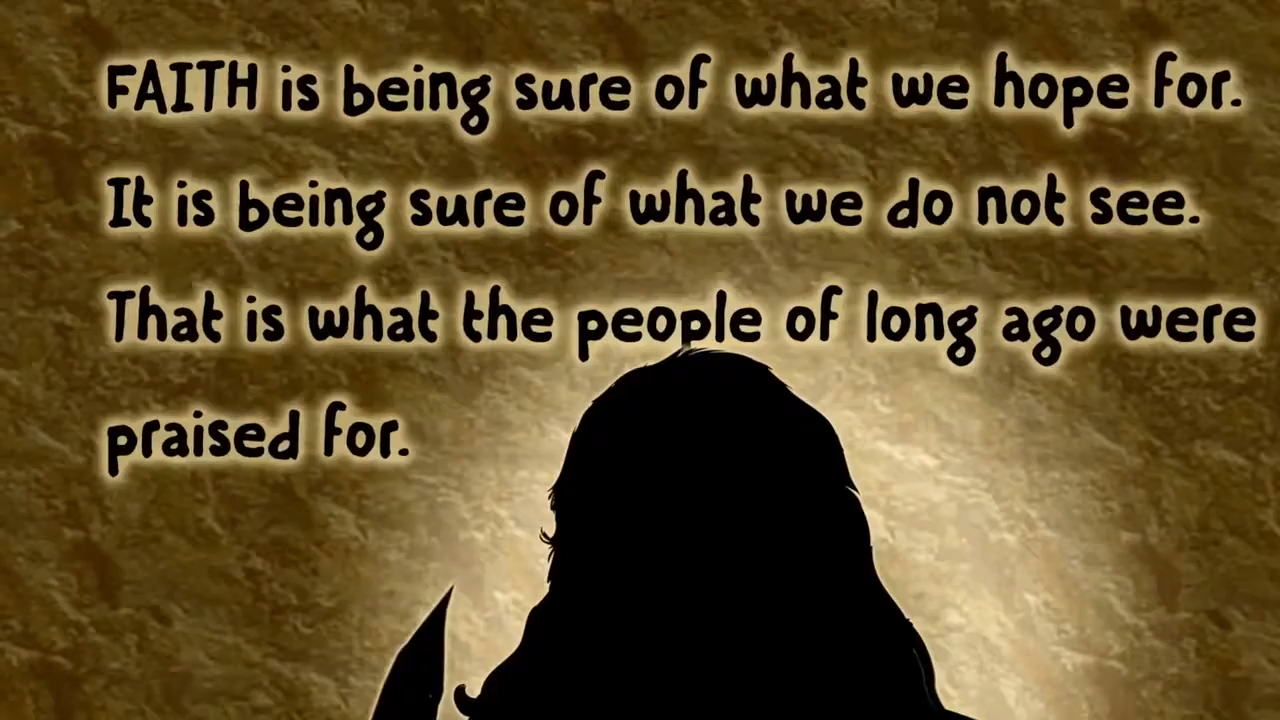 FAITH is being sure of what we hope for.
It is being sure of what we do not see.
That is what the people of long ago were
praised for.